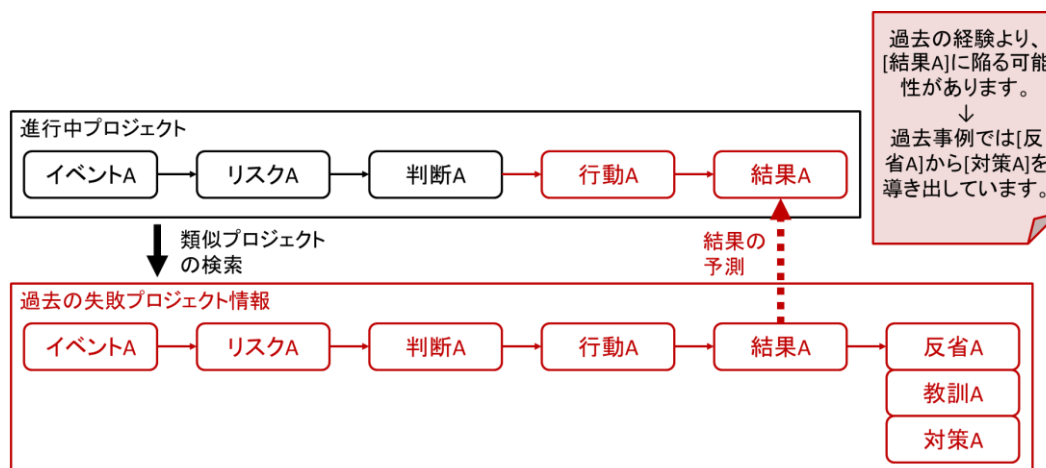 過去の経験より、
[結果A]に陥る可能
性があります。
↓
過去事例では[反
省A]から[対策A]を
導き出しています。
進行中プロジェクト
イベントA
リスクA
判断A
行動A
結果A
類似プロジェクト
の検索
結果の
予測
過去の失敗プロジェクト情報
イベントA
リスクA
判断A
行動A
結果A
反省A
教訓A
対策A